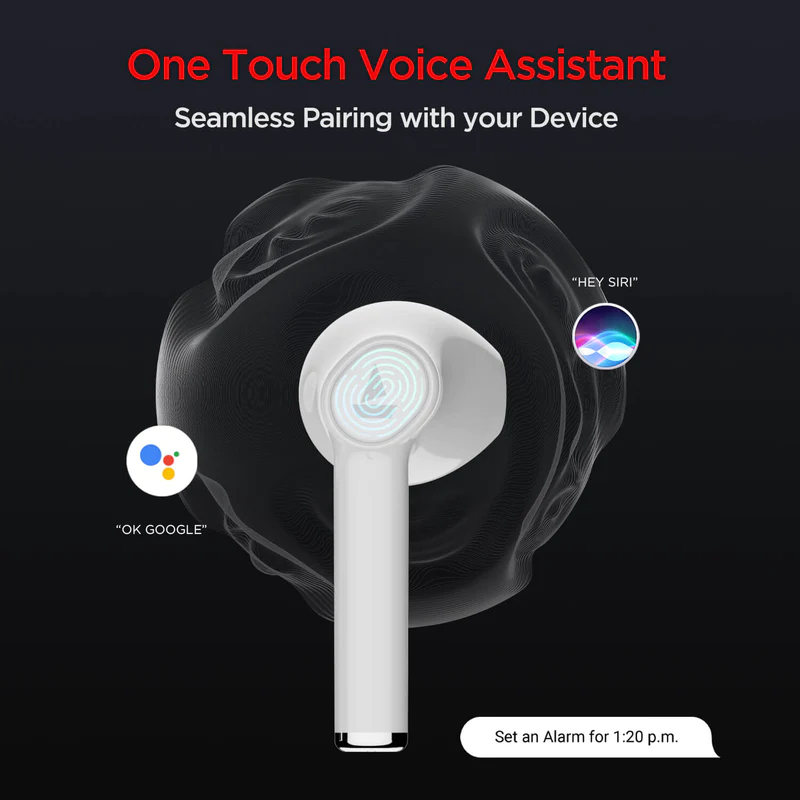 One Touch Voice Assistant
Seamless Pairing with your Device
“HEY SIRI”
“OK GOOGLE”
Set an Alarm for 1:20 p.m.